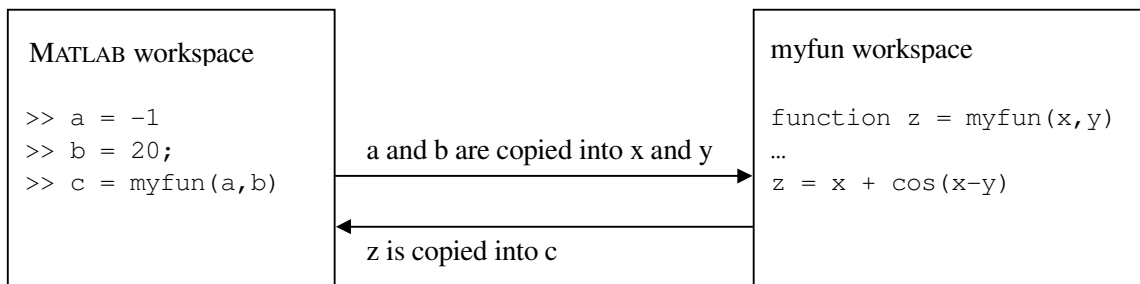 MATLAB workspace
>> a = −1
>> b = 20;
>> c = myfun(a,b)
a and b are copied into x and y
z is copied into c
myfun workspace
function z = myfun(x,y)
…
z = x + cos(x−y)